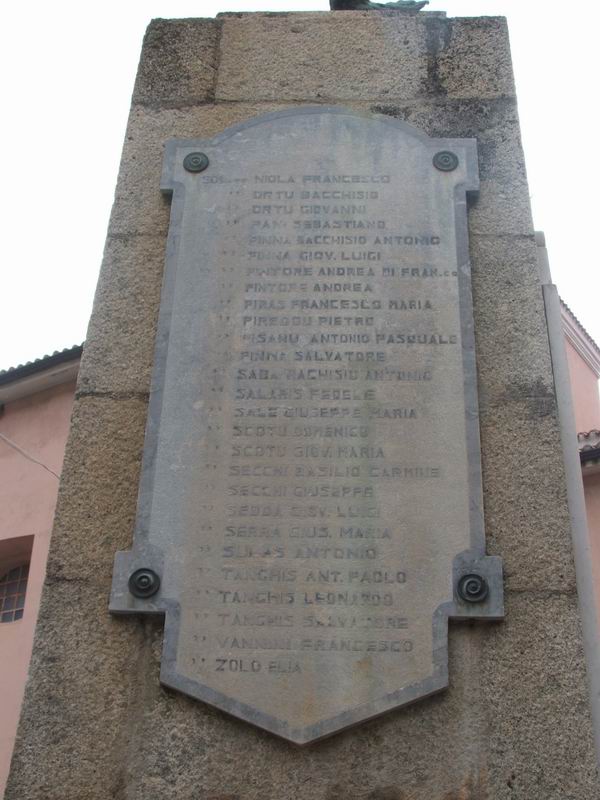 NIOLA FRANCESCO
" ORTU BACCHISIO
" ORTU GIOVANNI
" SEBASTIANO
" PINNA BACCHISIO ANTONIO
" PINNA GIOV. LUIGI
" PINTORE ANDREA DI FRAN.CO
" PINTORE ANDREA
" PIRAS FRANCESCO MARIA
" PIREDDU PIETRO
" PISANU ANTONIO PASQUALE
" PINNA SALVATORE
" SABA BACHISIO ANTONIO
" SALARIS FEDELE
" SALE GIUSEPPE MARIA
" SCOTU DOMENICO
" SCOTU GIOV. MARIA
" SECCHI BASILIO CARMINE
" SECCHI GIUSEPPE
" SEDDA GIOV. LUIGI
" SERRA GIUS. MARIA
" SULAS ANTONIO
" TANGHIS ANT. PAOLO
" TANGHIS LEONARDO
" TANGHIS SALVATORE
" VANNINI FRANCESCO
" ZOLO ELIA